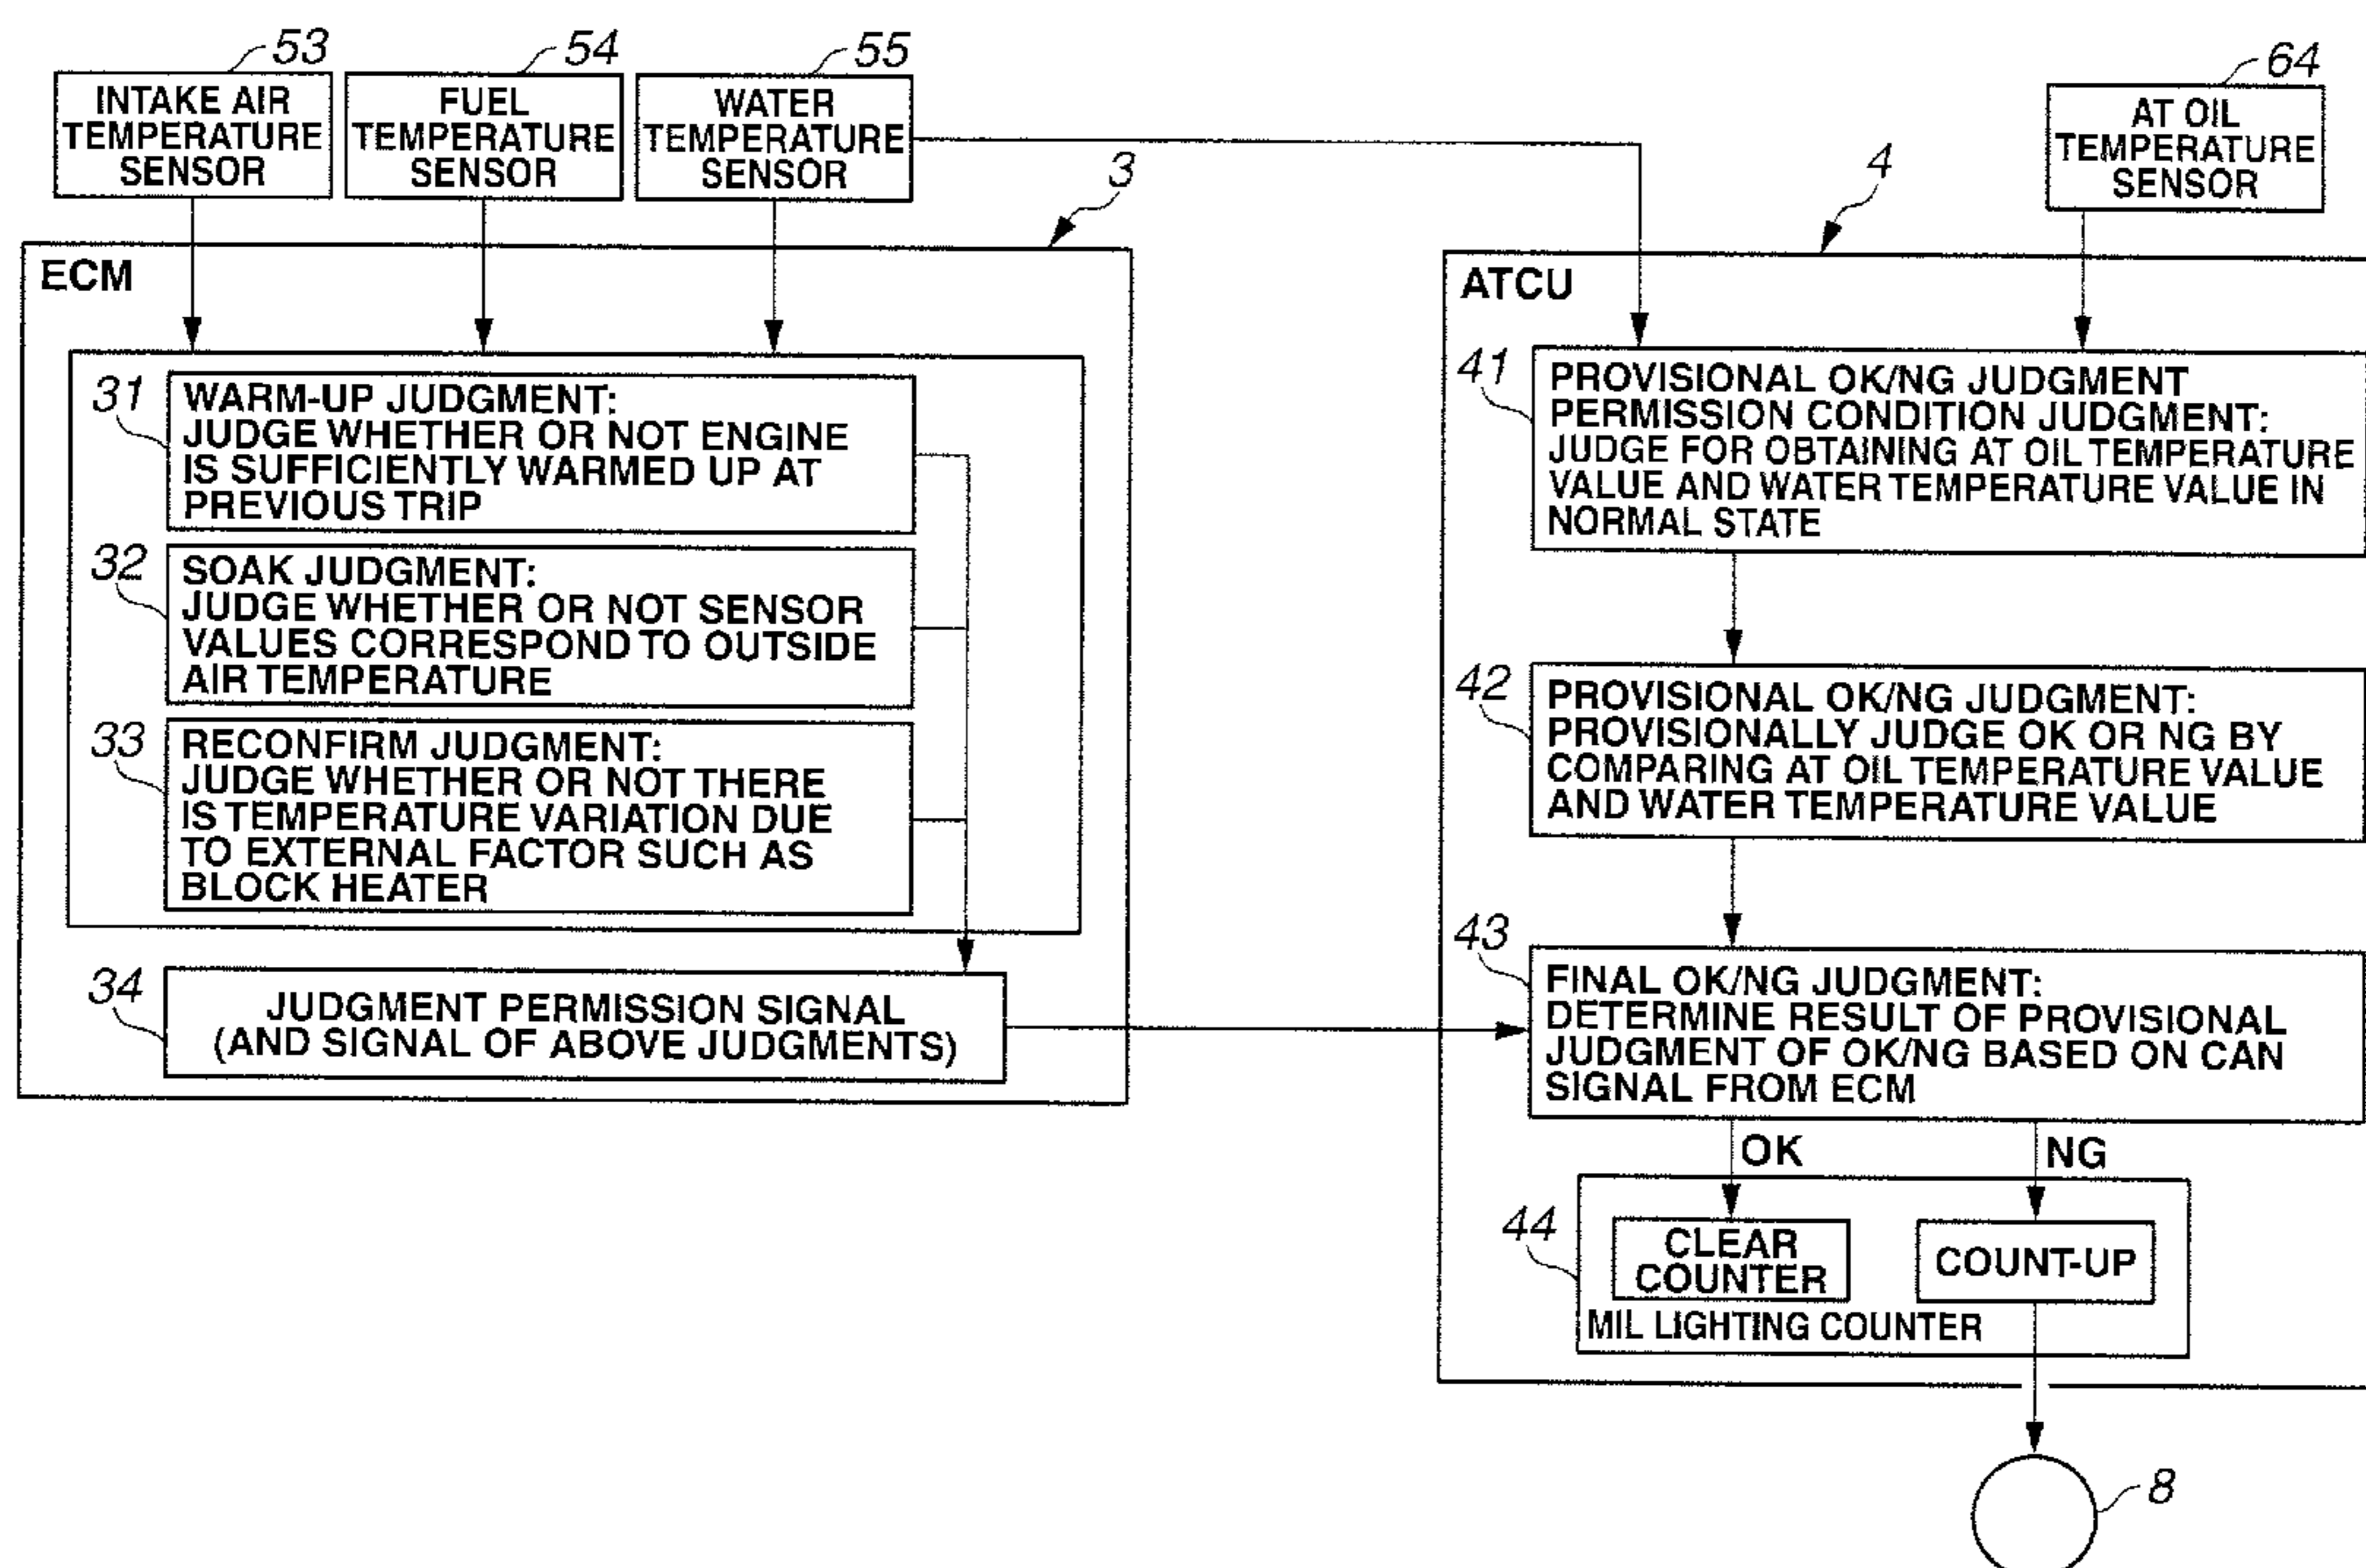 53
INTAKE AIR
TEMPERATURE
SENSOR
54
FUEL
TEMPERATURE
SENSOR
55
WATER
TEMPERATURE
SENSOR
64
AT OIL
TEMPERATURE
SENSOR
3
ECM
31
WARM-UP JUDGMENT:
JUDGE WHETHER OR NOT ENGINE
IS SUFFICIENTLY WARMED UP AT
PREVIOUS TRIP
32
SOAK JUDGMENT:
JUDGE WHETHER OR NOT SENSOR
VALUES CORRESPOND TO OUTSIDE
AIR TEMPERATURE
33
RECONFIRM JUDGMENT:
JUDGE WHETHER OR NOT THERE
IS TEMPERATURE VARIATION DUE
TO EXTERNAL FACTOR SUCH AS
BLOCK HEATER
34
JUDGMENT PERMISSION SIGNAL
(AND SIGNAL OF ABOVE JUDGMENTS)
4
ATCU
41
PROVISIONAL OK/NG JUDGMENT
PERMISSION CONDITION JUDGMENT:
JUDGE FOR OBTAINING AT OIL TEMPERATURE
VALUE AND WATER TEMPERATURE VALUE IN
NORMAL STATE
42
PROVISIONAL OK/NG JUDGMENT:
PROVISIONALLY JUDGE OK OR NG BY
COMPARING AT OIL TEMPERATURE VALUE
AND WATER TEMPERATURE VALUE
43
FINAL OK/NG JUDGMENT:
DETERMINE RESULT OF PROVISIONAL
JUDGMENT OF OK/NG BASED ON CAN
SIGNAL FROM ECM
OK
NG
44
CLEAR
COUNTER
COUNT-UP
MIL LIGHTING COUNTER
8